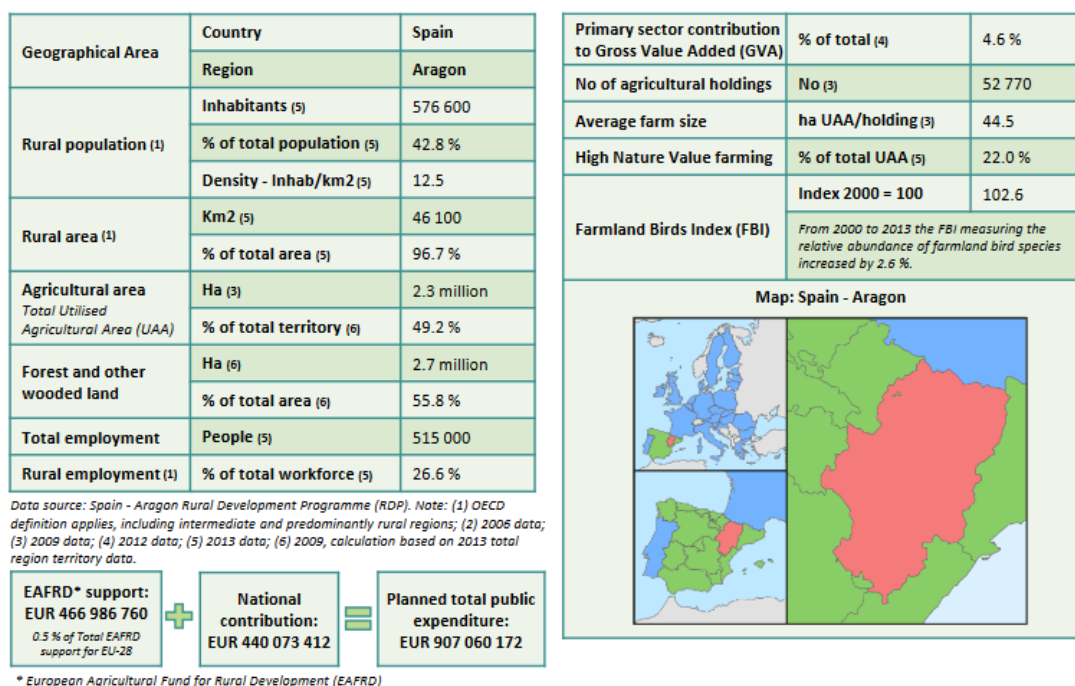 Geographical Area
Country
Spain
Region
Aragon
Rural population (1)
Inhabitants (5)
576 600
% of total population (5)
42.8 %
Density - Inhab/km2 (5)
12.5
Rural area (1)
Km2 (5)
46 100
% of total area (5)
96.7 %
Agricultural area
Total Utilised
Agricultural Area (UAA)
Ha (3)
2.3 million
% of total territory (6)
49.2 %
Forest and other
wooded land
Ha (6)
2.7 million
% of total area (6)
55.8 %
Total employment
People (5)
515 000
Rural employment (1)
% of total workforce (5)
26.6 %
Data source: Spain - Aragon Rural Development Programme (RDP). Note: (1) OECD
definition applies, including intermediate and predominantly rural regions; (2) 2006 data;
(3) 2009 data; (4) 2012 data; (5) 2013 data; (6) 2009, calculation based on 2013 total
region territory data.
EAFRD* support:
EUR 466 986 760
0.5 % of Total EAFRD
support for EU-28
National
contribution:
EUR 440 073 412
Planned total public
expenditure:
EUR 907 060 172
* European Agricultural Fund for Rural Development (EAFRD)
Primary sector contribution
to Gross Value Added (GVA)
% of total (4)
4.6 %
No of agricultural holdings
No (3)
52 770
Average farm size
ha UAA/holding (3)
44.5
High Nature Value farming
% of total UAA (5)
22.0 %
Farmland Birds Index (FBI)
Index 2000 = 100
102.6
From 2000 to 2013 the FBI measuring the
relative abundance of farmland bird species
increased by 2.6 %.
Map: Spain - Aragon